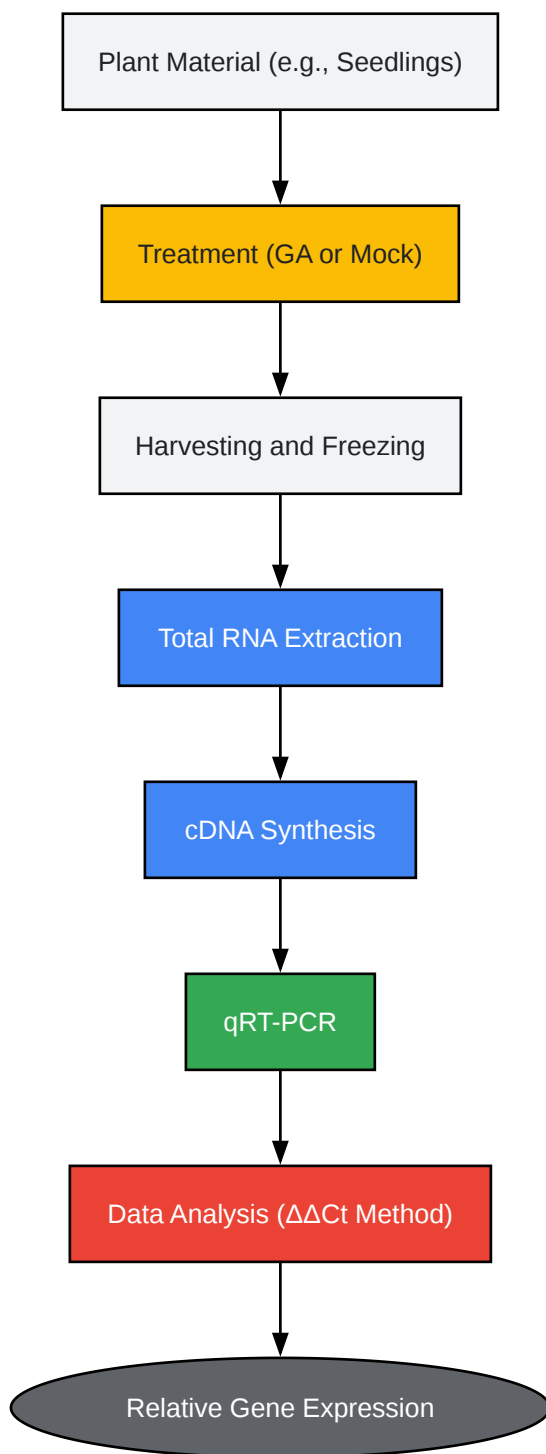 Plant Material (e.g., Seedlings)
Treatment (GA or Mock)
Harvesting and Freezing
Total RNA Extraction
cDNA Synthesis
qRT-PCR
Data Analysis (ΔΔCt Method)
Relative Gene Expression